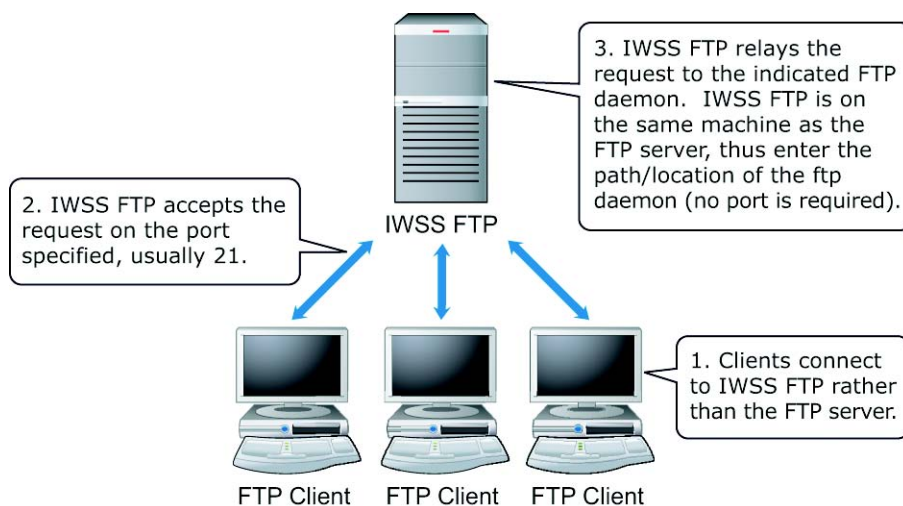 3. IWSS FTP relays the
request to the indicated FTP
daemon.  IWSS FTP is on
the same machine as the
FTP server, thus enter the
path/location of the ftp
daemon (no port is required).
2. IWSS FTP accepts the
request on the port
specified, usually 21.
IWSS FTP
1. Clients connect
to IWSS FTP rather
than the FTP server.
FTP Client
FTP Client
FTP Client